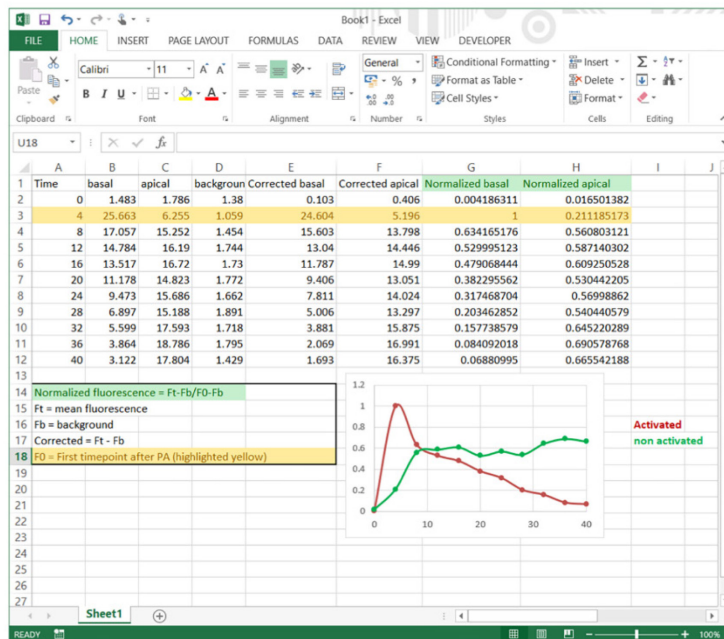 Book1 - Excel
FILE HOME INSERT PAGE LAYOUT FORMULAS DATA REVIEW VIEW DEVELOPER
Calibri 11 General Conditional Formatting Insert
Paste Format as Table Delete
B I U A % Cell Styles Format
Clipboard Font Alignment Number Styles Cells Editing
U18 fx
A B C D E F G H I J
1 Time basal apical backgroun Corrected basal Corrected apical Normalized basal Normalized apical
2 0 1.483 1.786 1.38 0.103 0.406 0.004186311 0.016501382
3 4 25.663 6.255 1.059 24.604 5.196 1 0.211185173
4 8 17.057 15.252 1.454 15.603 13.798 0.634165176 0.560803121
5 12 14.784 16.19 1.744 13.04 14.446 0.529995123 0.587140302
6 16 13.517 16.72 1.73 11.787 14.99 0.479068444 0.609250528
7 20 11.178 14.823 1.772 9.406 13.051 0.382295562 0.530442205
8 24 9.473 15.686 1.662 7.811 14.024 0.317468704 0.56998862
9 28 6.897 15.188 1.891 5.006 13.297 0.203462852 0.540440579
10 32 5.599 17.593 1.718 3.881 15.875 0.157738579 0.645220289
11 36 3.864 18.786 1.795 2.069 16.991 0.084092018 0.690578768
12 40 3.122 17.804 1.429 1.693 16.375 0.06880995 0.665542188
13
14 Normalized fluorescence = Ft-Fb/F0-Fb
15 Ft = mean fluorescence
16 Fb = background
17 Corrected = Ft - Fb
18 F0 = First timepoint after PA (highlighted yellow)
19
20
21
22
23
24
25
26
27
1.2
1
0.8
0.6
0.4
0.2
0
0 10 20 30 40
Activated
non activated
Sheet1
READY 100%